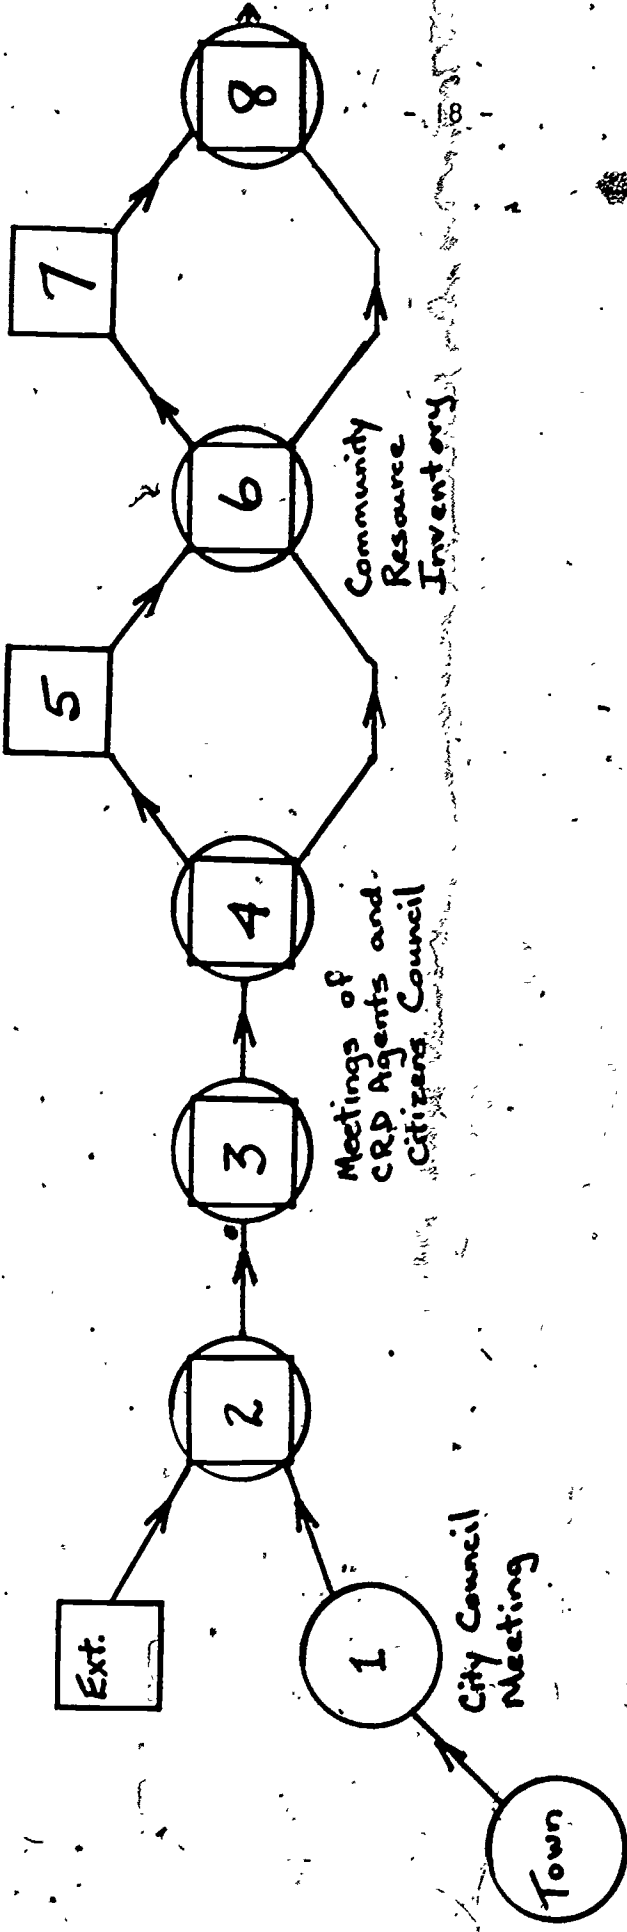 Town
1
City Council
Meeting
Ext.
2
3
Meetings of
CRD Agents and
Citizens Council
4
5
6
Community
Resource
Inventory
7
8
- 18 -